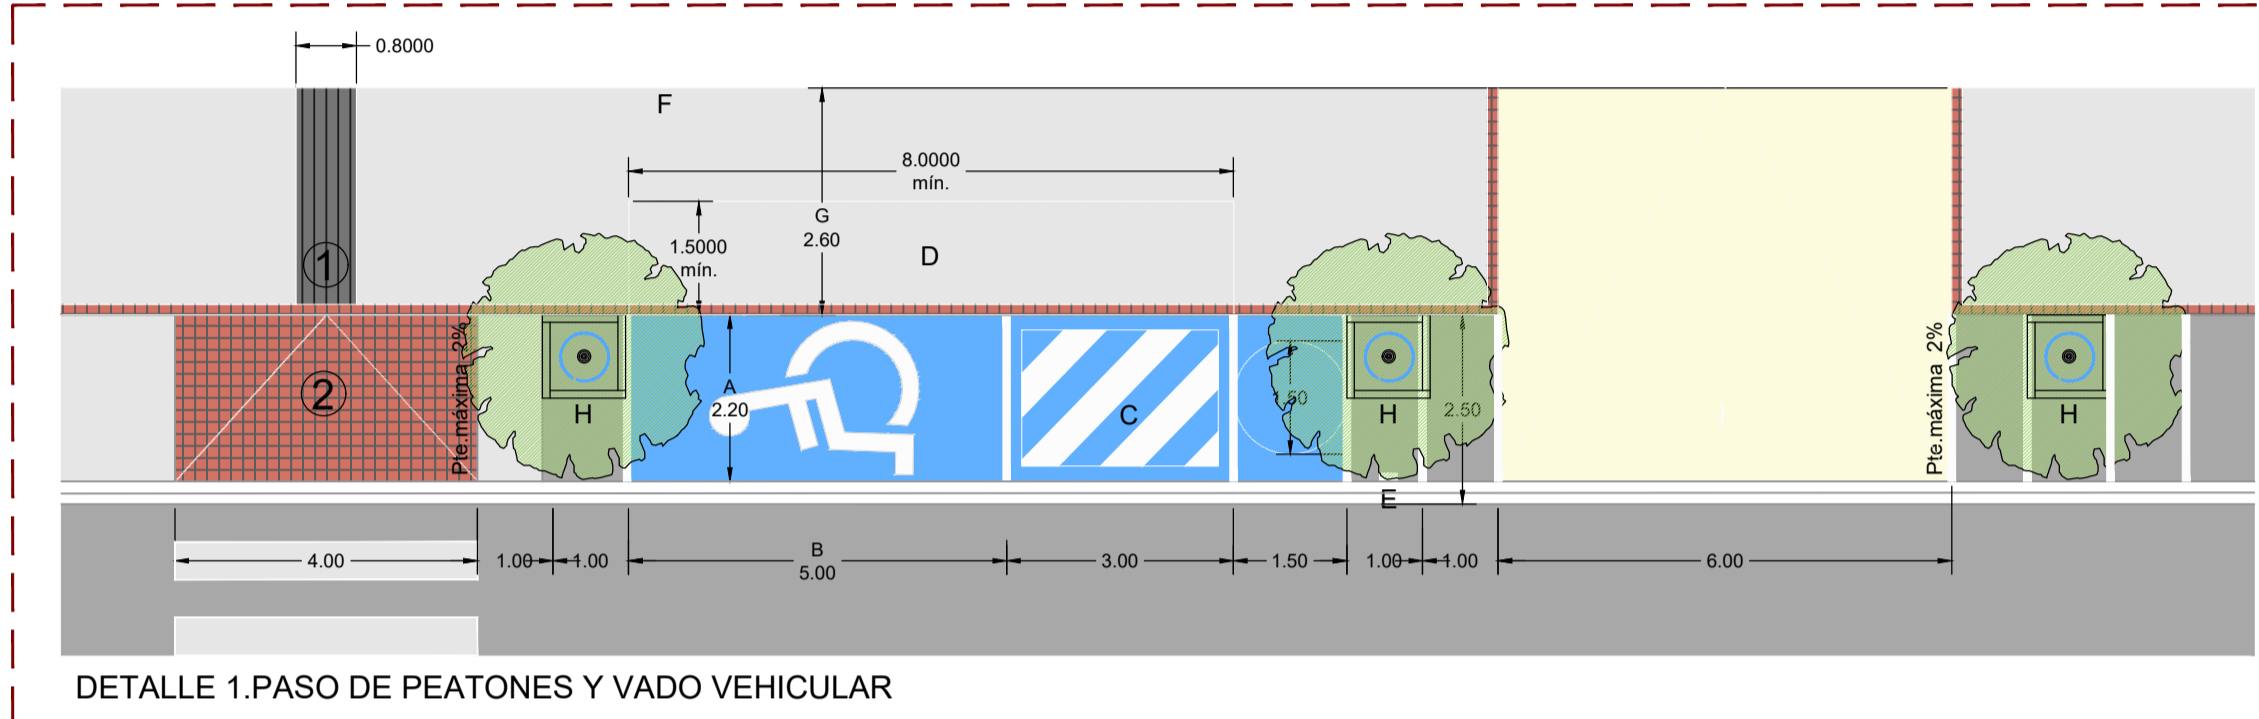 0.8000
F
8.0000
mín.
G
2.60
1.5000
mín.
D
1
2
Pte.máxima 2%
H
A
2.20
C
1.50
H
2.50
Pte.máxima 2%
H
E
4.00
1.00
1.00
B
5.00
3.00
1.50
1.00
1.00
6.00
DETALLE 1.PASO DE PEATONES Y VADO VEHICULAR